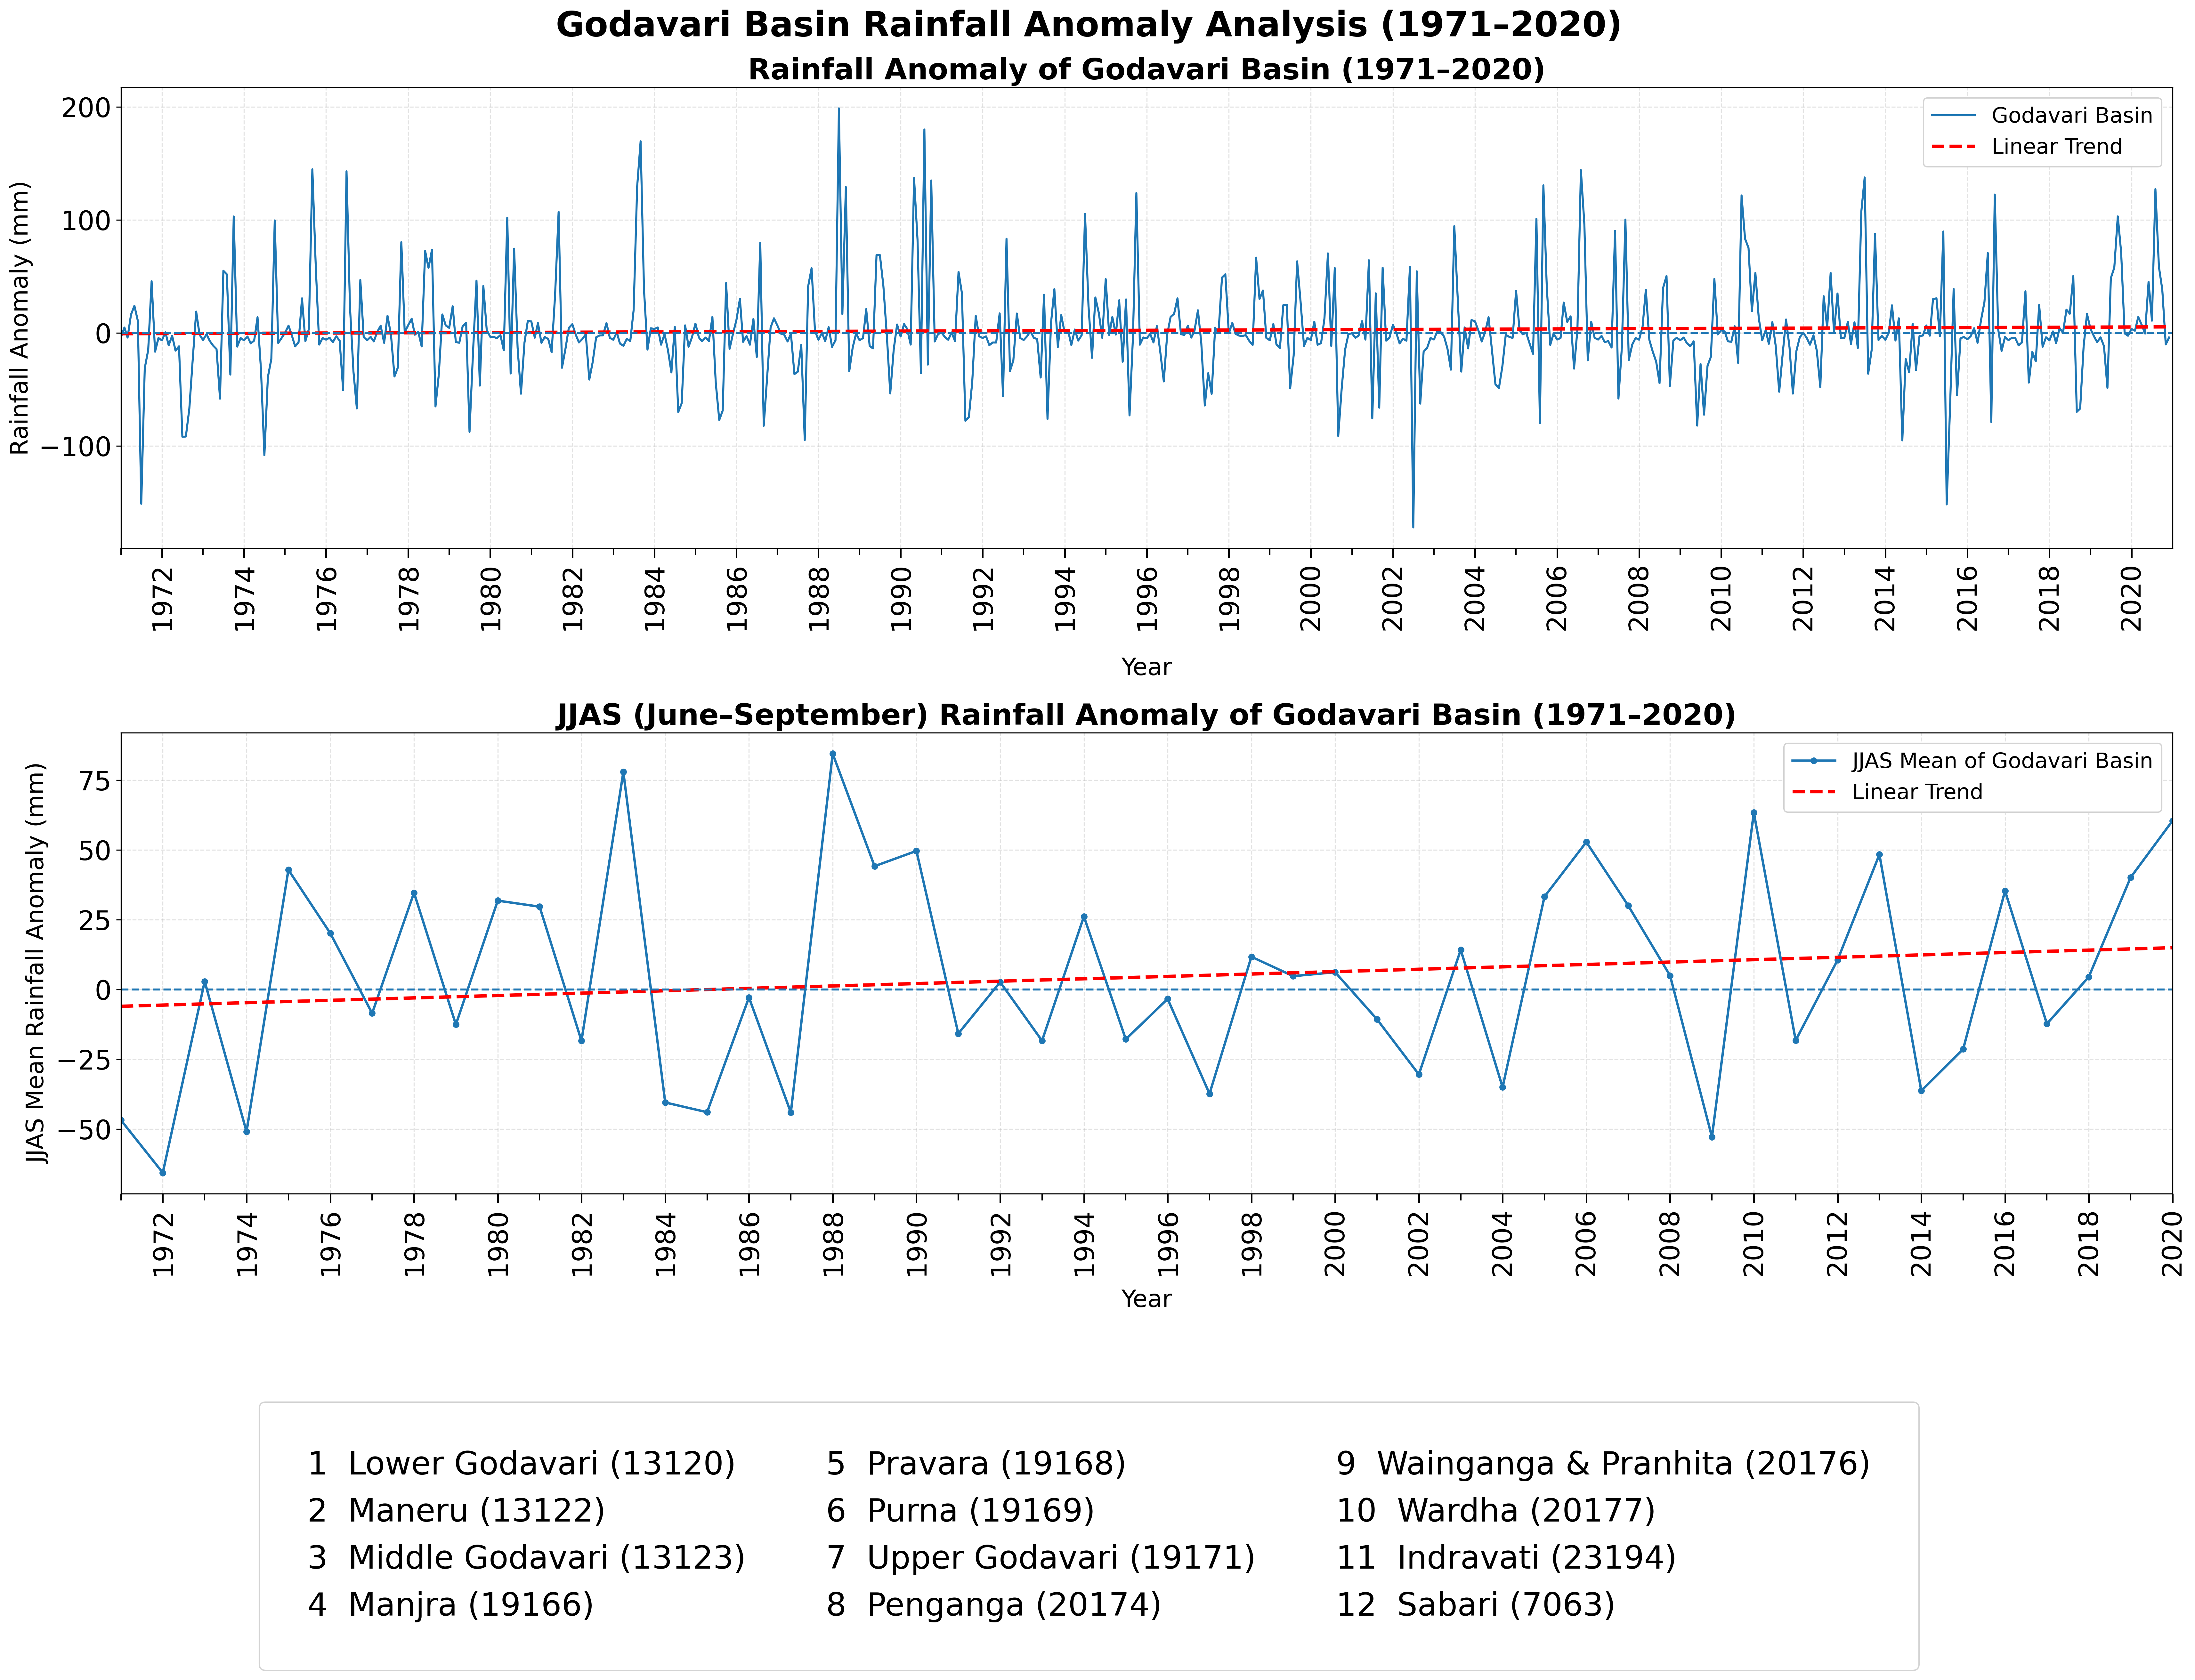 Godavari Basin Rainfall Anomaly Analysis (1971–2020)
Rainfall Anomaly of Godavari Basin (1971–2020)
Rainfall Anomaly (mm)
200
100
0
−100
Godavari Basin
Linear Trend
1972 1974 1976 1978 1980 1982 1984 1986 1988 1990 1992 1994 1996 1998 2000 2002 2004 2006 2008 2010 2012 2014 2016 2018 2020
Year
JJAS (June–September) Rainfall Anomaly of Godavari Basin (1971–2020)
JJAS Mean Rainfall Anomaly (mm)
75
50
25
0
−25
−50
JJAS Mean of Godavari Basin
Linear Trend
1972 1974 1976 1978 1980 1982 1984 1986 1988 1990 1992 1994 1996 1998 2000 2002 2004 2006 2008 2010 2012 2014 2016 2018 2020
Year
1 Lower Godavari (13120)
2 Maneru (13122)
3 Middle Godavari (13123)
4 Manjra (19166)
5 Pravara (19168)
6 Purna (19169)
7 Upper Godavari (19171)
8 Penganga (20174)
9 Wainganga & Pranhita (20176)
10 Wardha (20177)
11 Indravati (23194)
12 Sabari (7063)